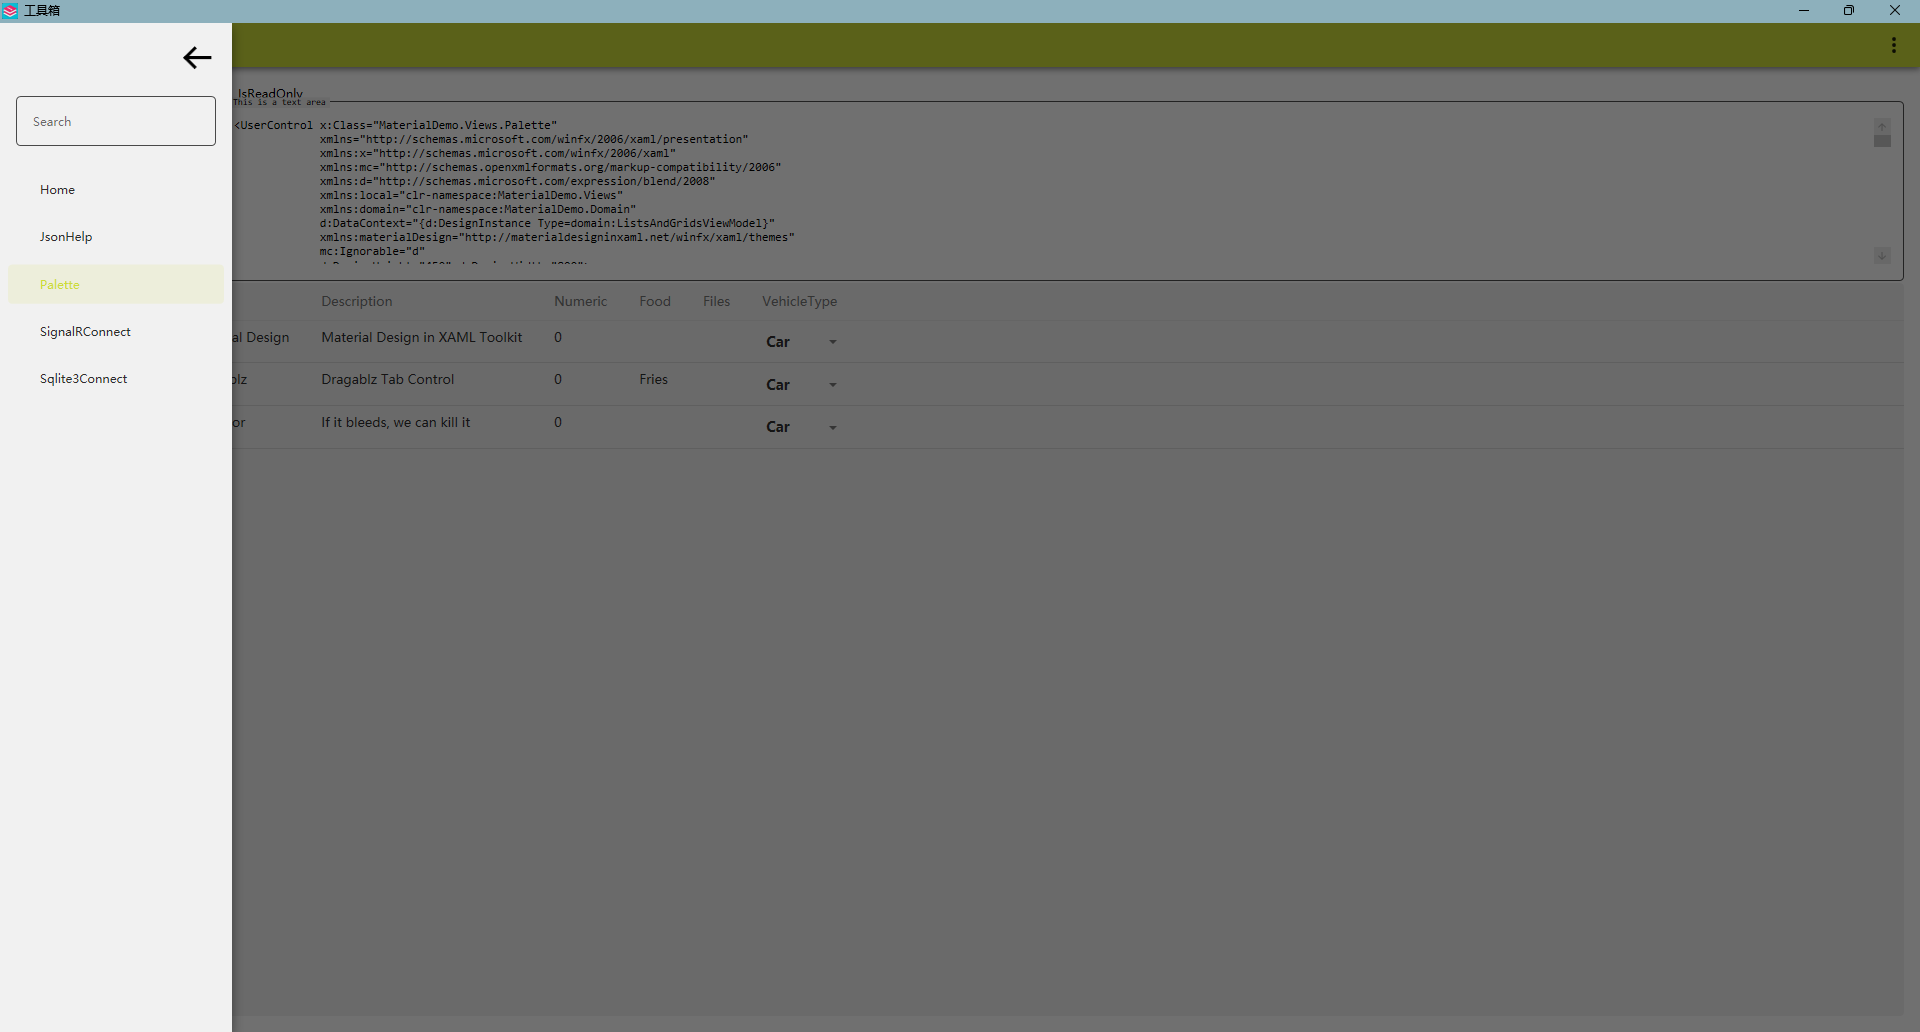 工具箱
Search
Home
JsonHelp
Palette
SignalRConnect
Sqlite3Connect
IsReadOnly
This is a text area
<UserControl x:Class="MaterialDemo.Views.Palette"
xmlns="http://schemas.microsoft.com/winfx/2006/xaml/presentation"
xmlns:x="http://schemas.microsoft.com/winfx/2006/xaml"
xmlns:mc="http://schemas.openxmlformats.org/markup-compatibility/2006"
xmlns:d="http://schemas.microsoft.com/expression/blend/2008"
xmlns:local="clr-namespace:MaterialDemo.Views"
xmlns:domain="clr-namespace:MaterialDemo.Domain"
d:DataContext="{d:DesignInstance Type=domain:ListsAndGridsViewModel}"
xmlns:materialDesign="http://materialdesigninxaml.net/winfx/xaml/themes"
mc:Ignorable="d"
Description Numeric Food Files VehicleType
al Design Material Design in XAML Toolkit 0 Car
blz Dragablz Tab Control 0 Fries Car
or If it bleeds, we can kill it 0 Car